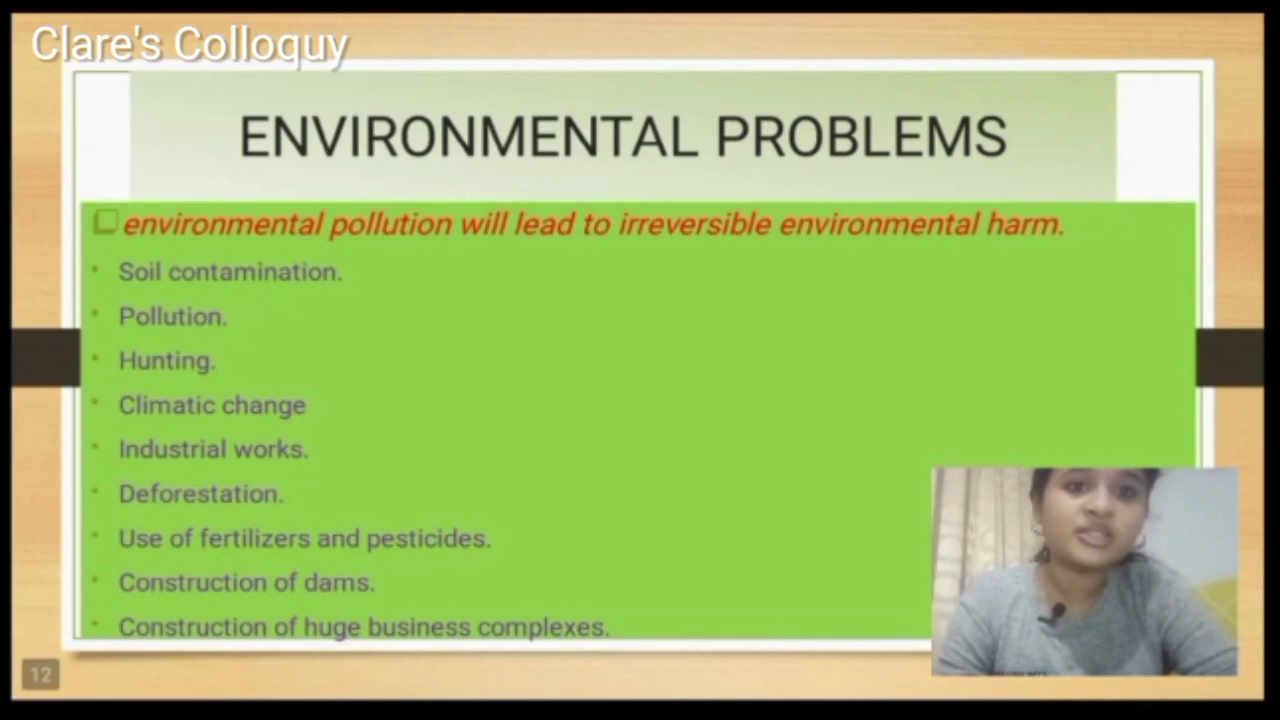 Clare's Colloquy
ENVIRONMENTAL PROBLEMS
environmental pollution will lead to irreversible environmental harm.
Soil contamination.
Pollution.
Hunting.
Climatic change
Industrial works.
Deforestation.
Use of fertilizers and pesticides.
Construction of dams.
Construction of huge business complexes.
12